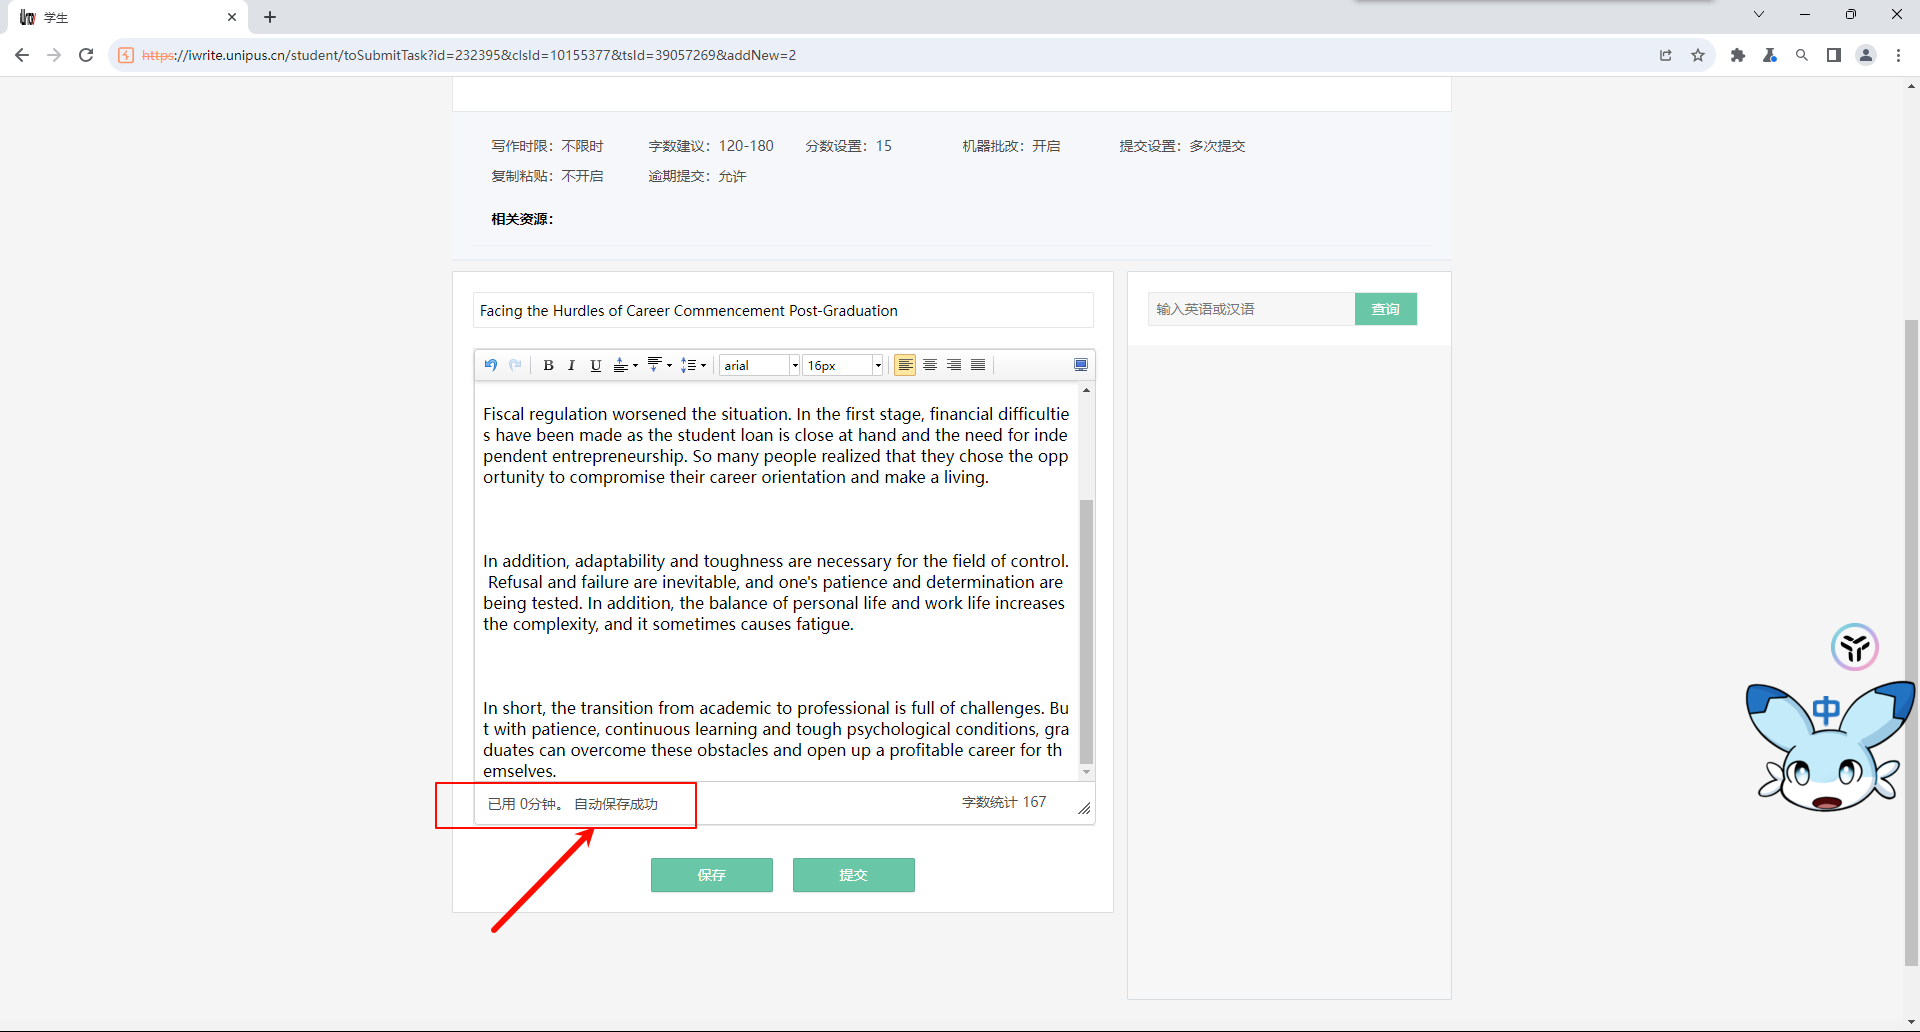 学生
https://iwrite.unipus.cn/student/toSubmitTask?id=232395&clsId=10155377&tsId=39057269&addNew=2
写作时限：不限时 字数建议：120-180 分数设置：15 机器批改：开启 提交设置：多次提交
复制粘贴：不开启 逾期提交：允许
相关资源：
Facing the Hurdles of Career Commencement Post-Graduation
输入英语或汉语 查询
B I U arial 16px
Fiscal regulation worsened the situation. In the first stage, financial difficultie
s have been made as the student loan is close at hand and the need for inde
pendent entrepreneurship. So many people realized that they chose the opp
ortunity to compromise their career orientation and make a living.
In addition, adaptability and toughness are necessary for the field of control.
Refusal and failure are inevitable, and one's patience and determination are
being tested. In addition, the balance of personal life and work life increases
the complexity, and it sometimes causes fatigue.
In short, the transition from academic to professional is full of challenges. Bu
t with patience, continuous learning and tough psychological conditions, gra
duates can overcome these obstacles and open up a profitable career for th
emselves.
已用 0分钟。 自动保存成功 字数统计 167
保存 提交
中